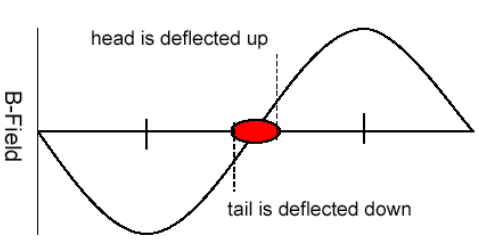 head is deflected up
B-Field
tail is deflected down